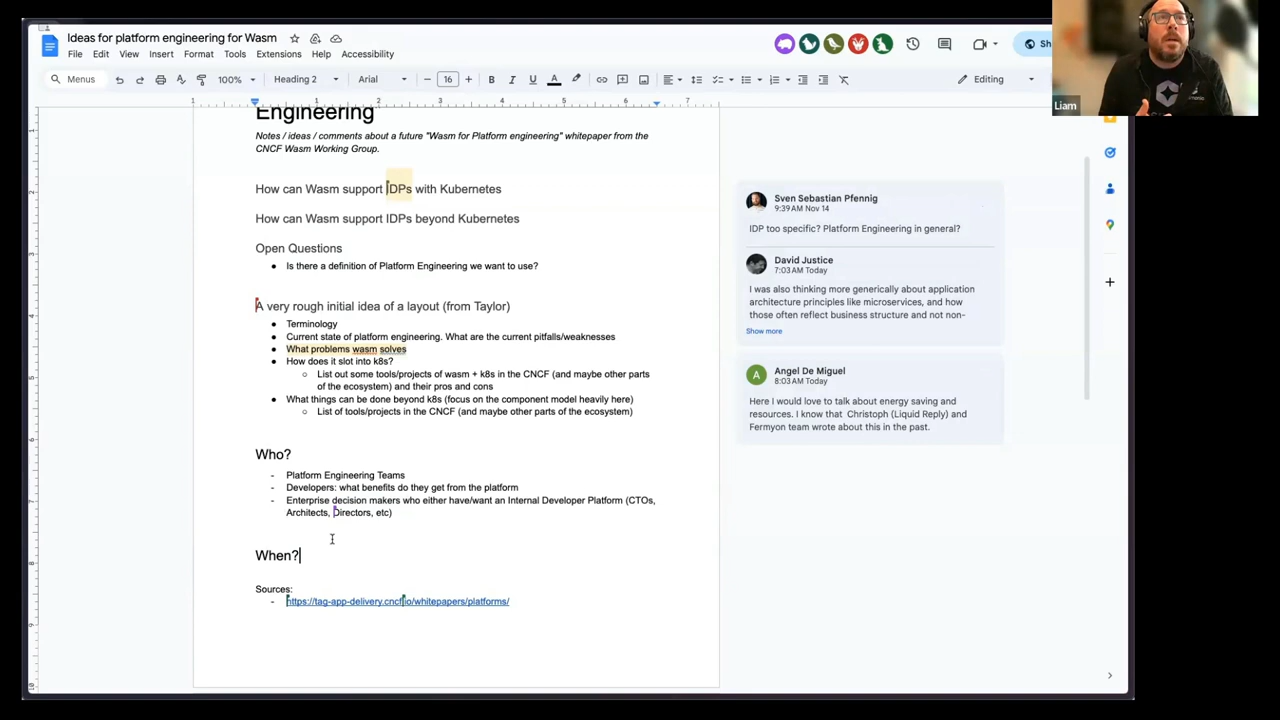 Ideas for platform engineering for Wasm
File Edit View Insert Format Tools Extensions Help Accessibility
Menus 100% Heading 2 Arial 16 B I U A Editing
1 1 2 3 4 5 6 7
Engineering
Notes / ideas / comments about a future "Wasm for Platform engineering" whitepaper from the
CNCF Wasm Working Group.
How can Wasm support IDPs with Kubernetes
How can Wasm support IDPs beyond Kubernetes
Open Questions
● Is there a definition of Platform Engineering we want to use?
A very rough initial idea of a layout (from Taylor)
● Terminology
● Current state of platform engineering. What are the current pitfalls/weaknesses
● What problems wasm solves
● How does it slot into k8s?
○ List out some tools/projects of wasm + k8s in the CNCF (and maybe other parts
of the ecosystem) and their pros and cons
● What things can be done beyond k8s (focus on the component model heavily here)
○ List of tools/projects in the CNCF (and maybe other parts of the ecosystem)
Who?
- Platform Engineering Teams
- Developers: what benefits do they get from the platform
- Enterprise decision makers who either have/want an Internal Developer Platform (CTOs,
Architects, Directors, etc)
When?
Sources:
- https://tag-app-delivery.cncf.io/whitepapers/platforms/
Sven Sebastian Pfennig
9:39 AM Nov 14
IDP too specific? Platform Engineering in general?
David Justice
7:03 AM Today
I was also thinking more generically about application
architecture principles like microservices, and how
those often reflect business structure and not non-
Show more
A
Angel De Miguel
8:03 AM Today
Here I would love to talk about energy saving and
resources. I know that Christoph (Liquid Reply) and
Fermyon team wrote about this in the past.
Liam